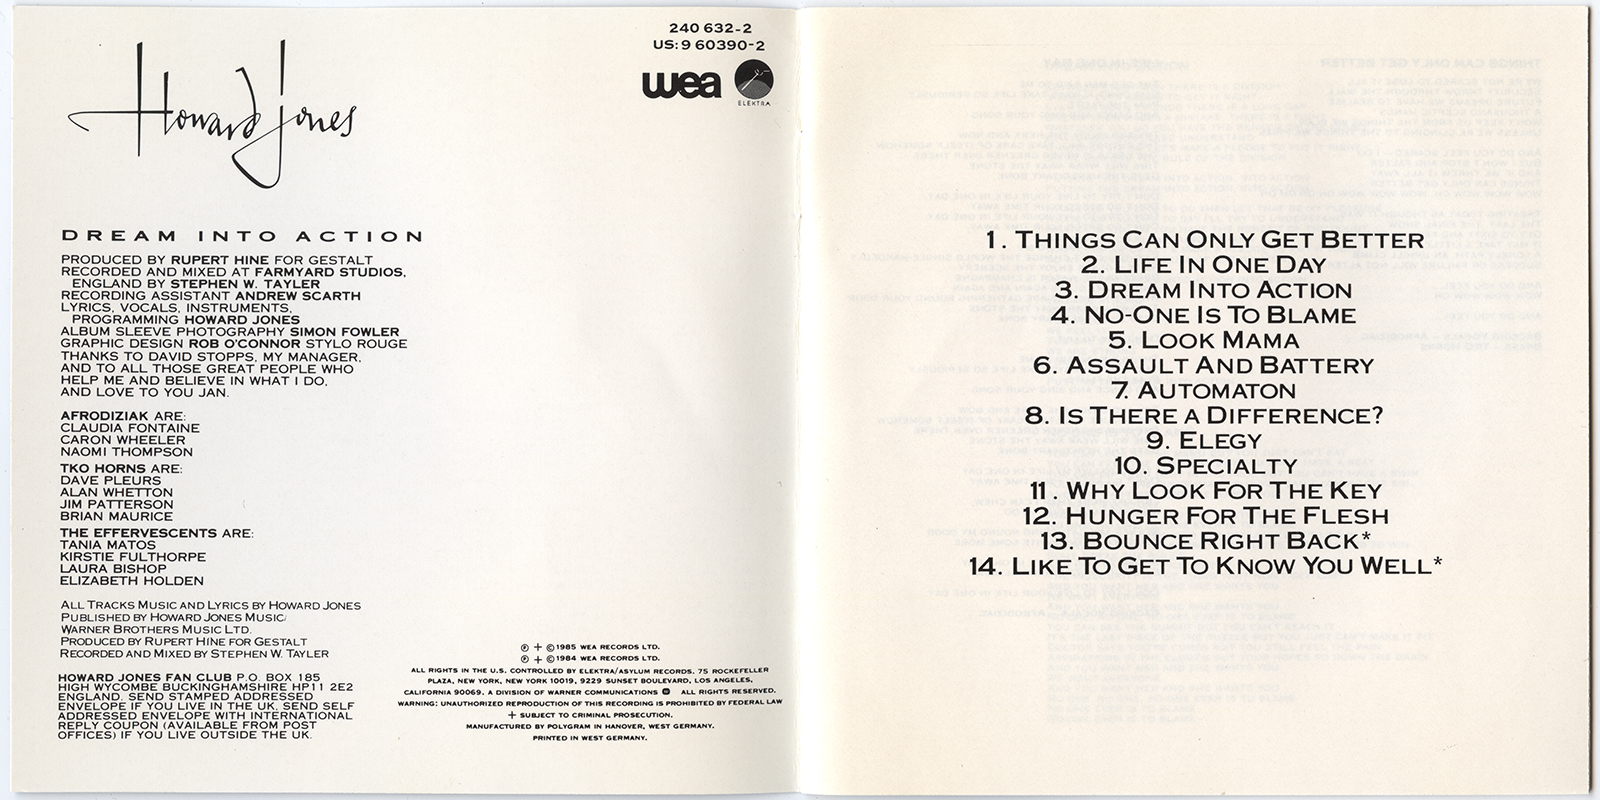 Howard Jones
240 632-2
US: 9 60390-2
wea
ELEKTRA
DREAM INTO ACTION
PRODUCED BY RUPERT HINE FOR GESTALT
RECORDED AND MIXED AT FARMYARD STUDIOS,
ENGLAND BY STEPHEN W. TAYLER
RECORDING ASSISTANT ANDREW SCARTH
LYRICS, VOCALS, INSTRUMENTS,
PROGRAMMING HOWARD JONES
ALBUM SLEEVE PHOTOGRAPHY SIMON FOWLER
GRAPHIC DESIGN ROB O'CONNOR STYLO ROUGE
THANKS TO DAVID STOPPS, MY MANAGER,
AND TO ALL THOSE GREAT PEOPLE WHO
HELP ME AND BELIEVE IN WHAT I DO,
AND LOVE TO YOU JAN.
AFRODIZIAK ARE:
CLAUDIA FONTAINE
CARON WHEELER
NAOMI THOMPSON
TKO HORNS ARE:
DAVE PLEURS
ALAN WHETTON
JIM PATTERSON
BRIAN MAURICE
THE EFFERVESCENTS ARE:
TANIA MATOS
KIRSTIE FULTHORPE
LAURA BISHOP
ELIZABETH HOLDEN
ALL TRACKS MUSIC AND LYRICS BY HOWARD JONES
PUBLISHED BY HOWARD JONES MUSIC/
WARNER BROTHERS MUSIC LTD.
PRODUCED BY RUPERT HINE FOR GESTALT
RECORDED AND MIXED BY STEPHEN W. TAYLER
HOWARD JONES FAN CLUB P.O. BOX 185
HIGH WYCOMBE BUCKINGHAMSHIRE HP11 2E2
ENGLAND. SEND STAMPED ADDRESSED
ENVELOPE IF YOU LIVE IN THE UK, SEND SELF
ADDRESSED ENVELOPE WITH INTERNATIONAL
REPLY COUPON (AVAILABLE FROM POST
OFFICES) IF YOU LIVE OUTSIDE THE UK.
℗ + © 1985 WEA RECORDS LTD.
℗ + © 1984 WEA RECORDS LTD.
ALL RIGHTS IN THE U.S. CONTROLLED BY ELEKTRA/ASYLUM RECORDS, 75 ROCKEFELLER
PLAZA, NEW YORK, NEW YORK 10019, 9229 SUNSET BOULEVARD, LOS ANGELES,
CALIFORNIA 90069. A DIVISION OF WARNER COMMUNICATIONS ALL RIGHTS RESERVED.
WARNING: UNAUTHORIZED REPRODUCTION OF THIS RECORDING IS PROHIBITED BY FEDERAL LAW
+ SUBJECT TO CRIMINAL PROSECUTION.
MANUFACTURED BY POLYGRAM IN HANOVER, WEST GERMANY.
PRINTED IN WEST GERMANY.
1. THINGS CAN ONLY GET BETTER
2. LIFE IN ONE DAY
3. DREAM INTO ACTION
4. NO-ONE IS TO BLAME
5. LOOK MAMA
6. ASSAULT AND BATTERY
7. AUTOMATON
8. IS THERE A DIFFERENCE?
9. ELEGY
10. SPECIALTY
11. WHY LOOK FOR THE KEY
12. HUNGER FOR THE FLESH
13. BOUNCE RIGHT BACK*
14. LIKE TO GET TO KNOW YOU WELL*